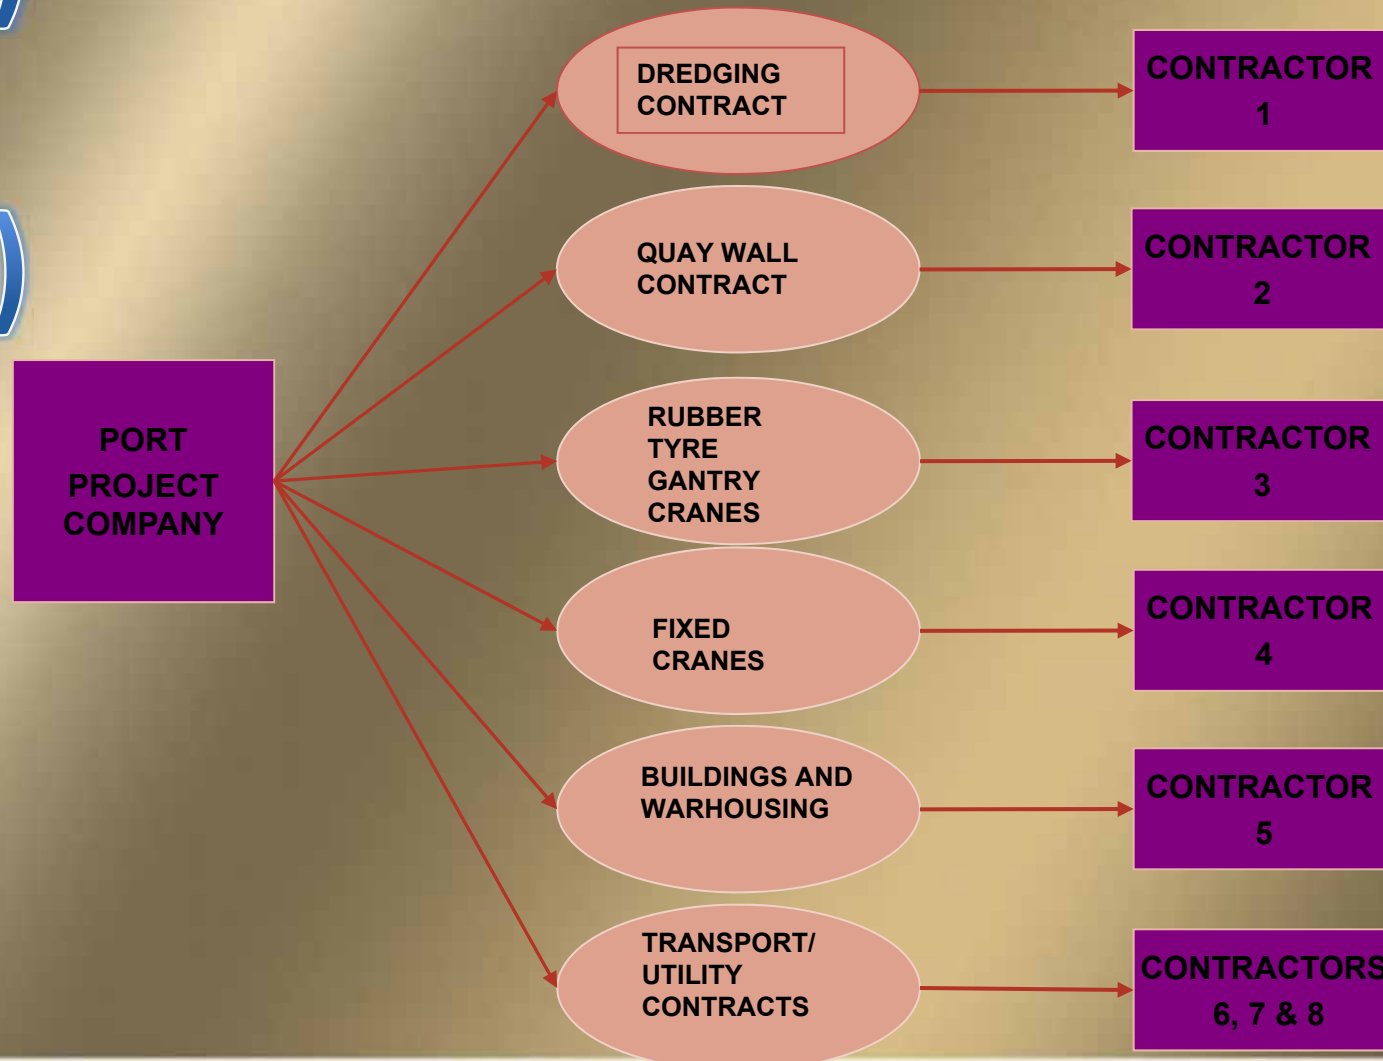 DREDGING
CONTRACT
CONTRACTOR
1
QUAY WALL
CONTRACT
CONTRACTOR
2
PORT
PROJECT
COMPANY
RUBBER
TYRE
GANTRY
CRANES
CONTRACTOR
3
FIXED
CRANES
CONTRACTOR
4
BUILDINGS AND
WARHOUSING
CONTRACTOR
5
TRANSPORT/
UTILITY
CONTRACTS
CONTRACTORS
6, 7 & 8